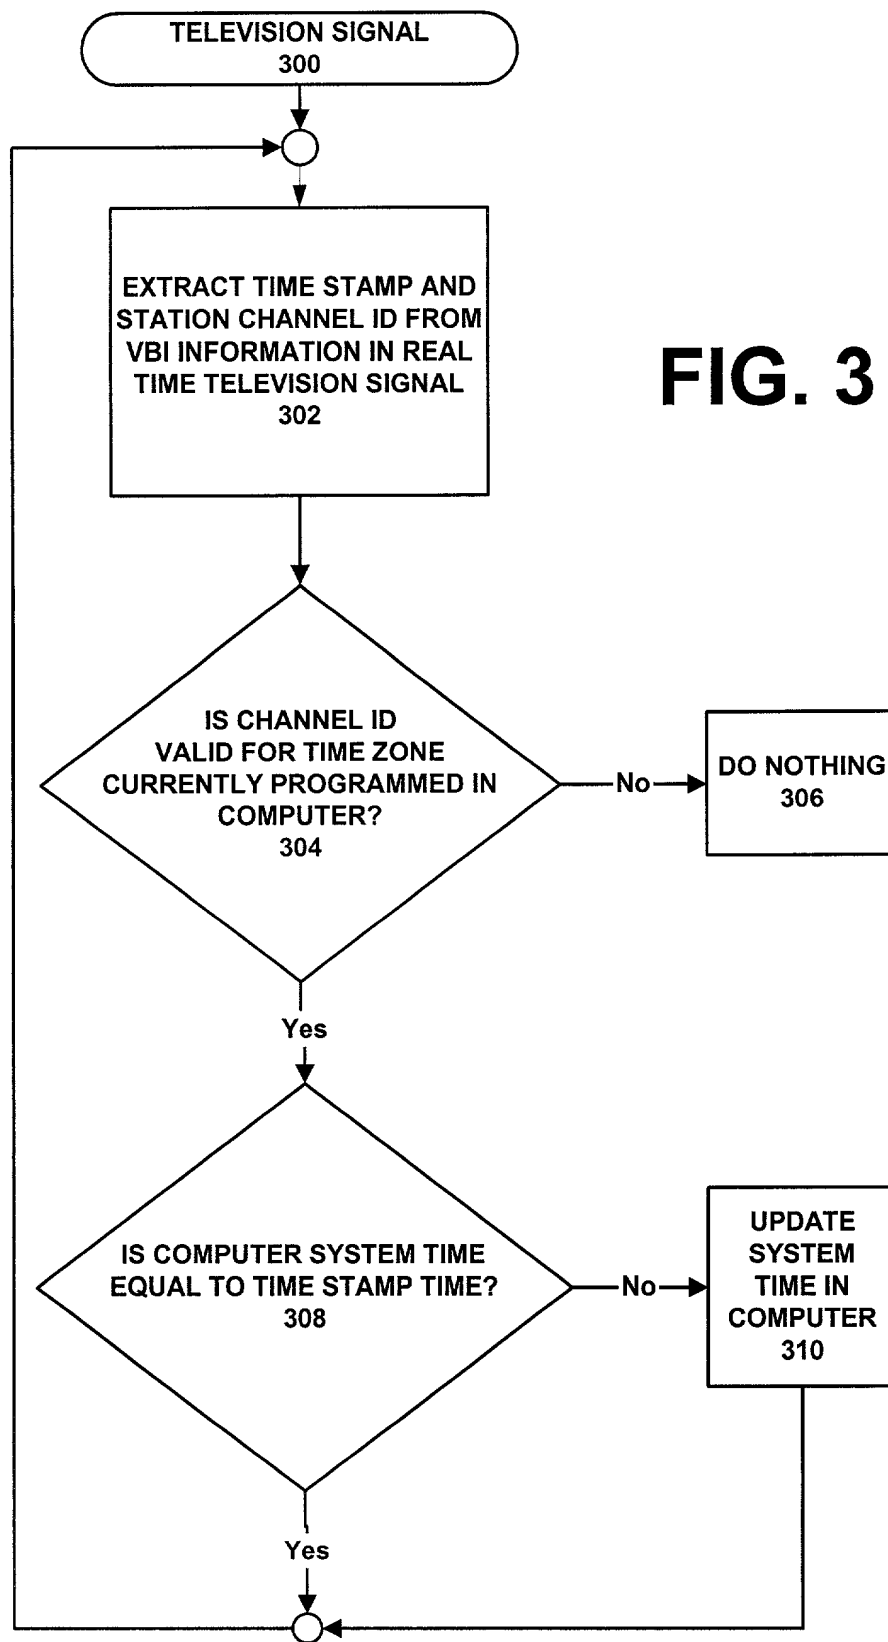 TELEVISION SIGNAL
300
EXTRACT TIME STAMP AND
STATION CHANNEL ID FROM
VBI INFORMATION IN REAL
TIME TELEVISION SIGNAL
302
FIG. 3
IS CHANNEL ID
VALID FOR TIME ZONE
CURRENTLY PROGRAMMED IN
COMPUTER?
304
No
DO NOTHING
306
Yes
IS COMPUTER SYSTEM TIME
EQUAL TO TIME STAMP TIME?
308
No
UPDATE
SYSTEM
TIME IN
COMPUTER
310
Yes